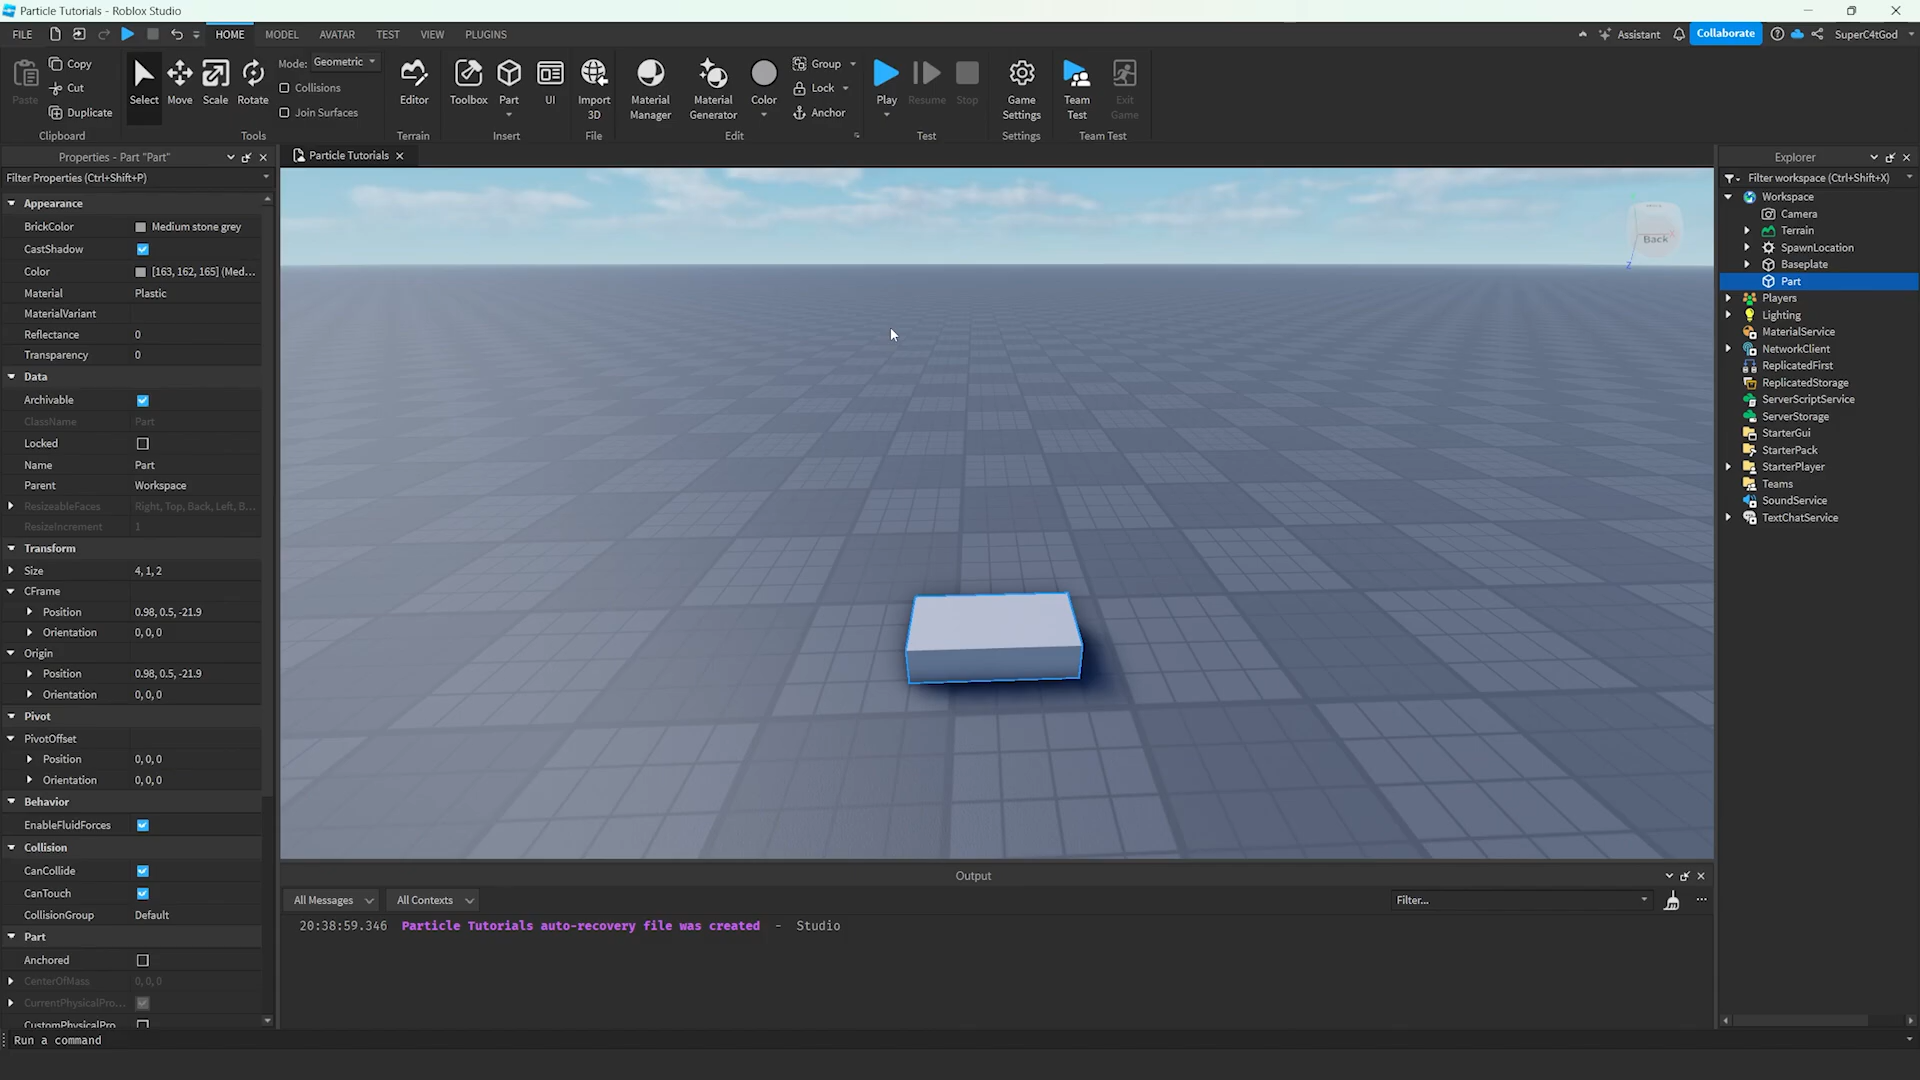 Particle Tutorials - Roblox Studio
FILE
HOME
MODEL
AVATAR
TEST
VIEW
PLUGINS
Assistant
Collaborate
SuperC4tGod
Paste
Copy
Cut
Duplicate
Clipboard
Select
Move
Scale
Rotate
Mode: Geometric
Collisions
Join Surfaces
Tools
Editor
Terrain
Toolbox
Part
UI
Insert
Import
3D
File
Material
Manager
Material
Generator
Color
Group
Lock
Anchor
Edit
Play
Resume
Stop
Test
Game
Settings
Settings
Team
Test
Exit
Game
Team Test
Properties - Part "Part"
Filter Properties (Ctrl+Shift+P)
Appearance
BrickColor Medium stone grey
CastShadow
Color [163, 162, 165] (Med...
Material Plastic
MaterialVariant
Reflectance 0
Transparency 0
Data
Archivable
ClassName Part
Locked
Name Part
Parent Workspace
ResizeableFaces Right, Top, Back, Left, B...
ResizeIncrement 1
Transform
Size 4, 1, 2
CFrame
Position 0.98, 0.5, -21.9
Orientation 0, 0, 0
Origin
Position 0.98, 0.5, -21.9
Orientation 0, 0, 0
Pivot
PivotOffset
Position 0, 0, 0
Orientation 0, 0, 0
Behavior
EnableFluidForces
Collision
CanCollide
CanTouch
CollisionGroup Default
Part
Anchored
CenterOfMass 0, 0, 0
CurrentPhysicalPro...
CustomPhysicalPro
Run a command
Particle Tutorials
Back
Z
Output
All Messages
All Contexts
Filter...
20:38:59.346 Particle Tutorials auto-recovery file was created - Studio
Explorer
Filter workspace (Ctrl+Shift+X)
Workspace
Camera
Terrain
SpawnLocation
Baseplate
Part
Players
Lighting
MaterialService
NetworkClient
ReplicatedFirst
ReplicatedStorage
ServerScriptService
ServerStorage
StarterGui
StarterPack
StarterPlayer
Teams
SoundService
TextChatService